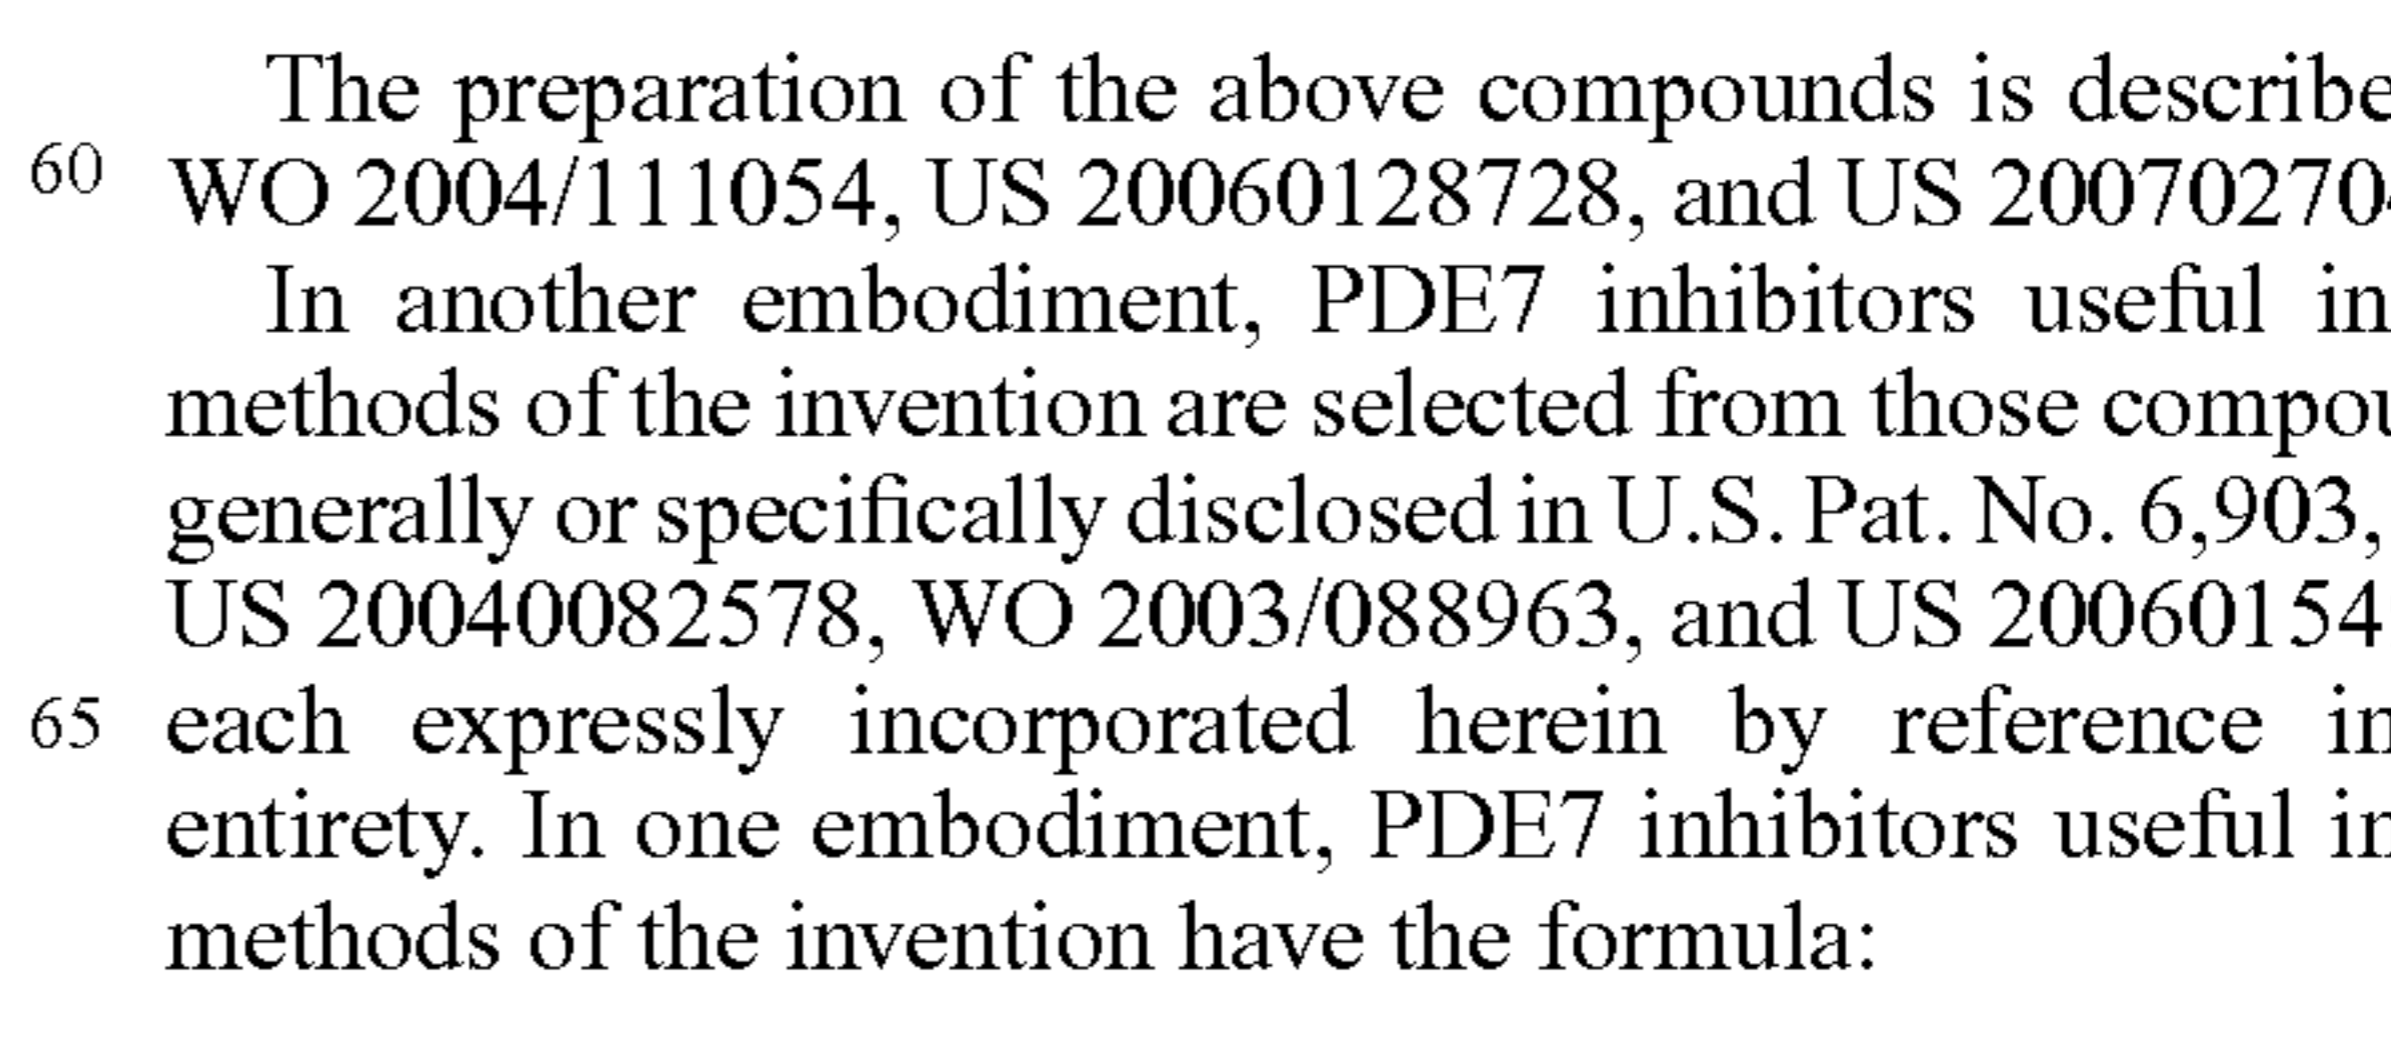 The preparation of the above compounds is
60 WO 2004/111054, US 20060128728, and US
In another embodiment, PDE7 inhibitors useful in
methods of the invention are selected from those
generally or specifically disclosed in U.S. Pat. No. 6,903,
US 20040082578, WO 2003/088963, and US 20060154
65 each expressly incorporated herein by reference in
entirety. In one embodiment, PDE7 inhibitors useful in
methods of the invention have the formula: